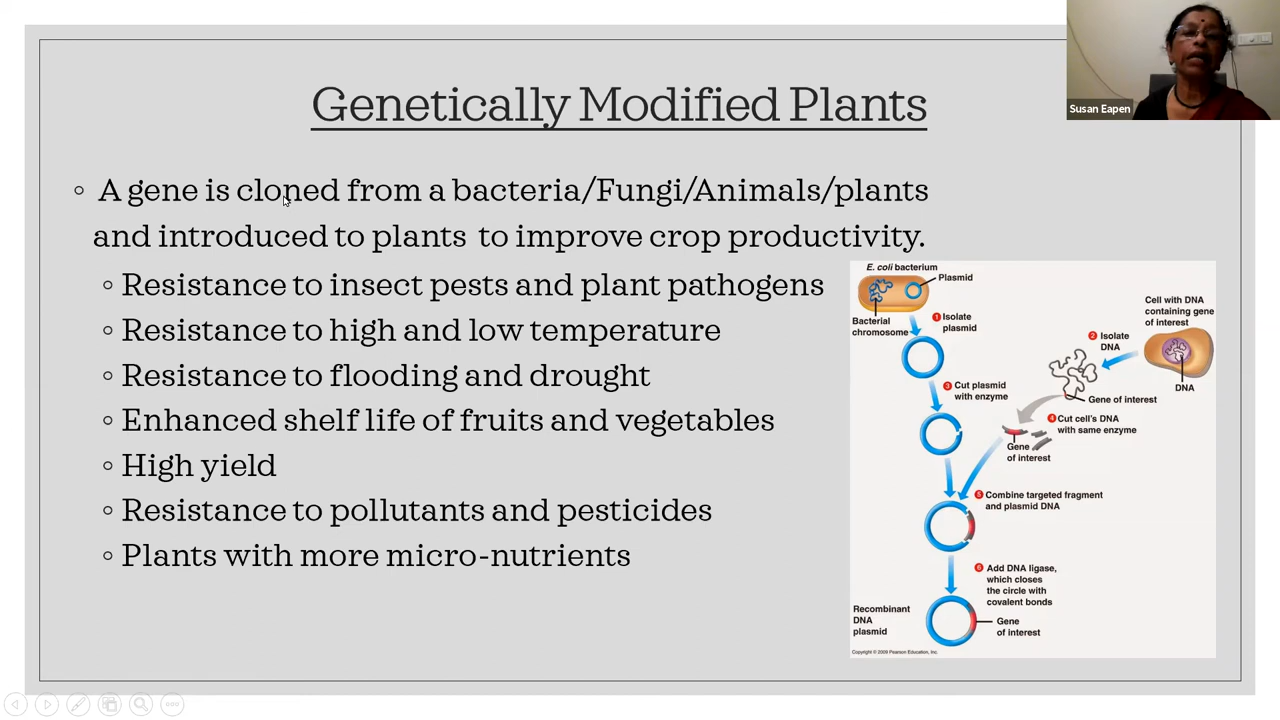 Genetically Modified Plants
Susan Eapen
◦ A gene is cloned from a bacteria/Fungi/Animals/plants
and introduced to plants to improve crop productivity.
◦ Resistance to insect pests and plant pathogens
◦ Resistance to high and low temperature
◦ Resistance to flooding and drought
◦ Enhanced shelf life of fruits and vegetables
◦ High yield
◦ Resistance to pollutants and pesticides
◦ Plants with more micro-nutrients
E. coli bacterium
Plasmid
Bacterial
chromosome
1 Isolate
plasmid
Cell with DNA
containing gene
of interest
2 Isolate
DNA
DNA
Gene of interest
3 Cut plasmid
with enzyme
4 Cut cell's DNA
with same enzyme
Gene
of interest
5 Combine targeted fragment
and plasmid DNA
6 Add DNA ligase,
which closes
the circle with
covalent bonds
Recombinant
DNA
plasmid
Gene
of interest
Copyright © 2009 Pearson Education, Inc.